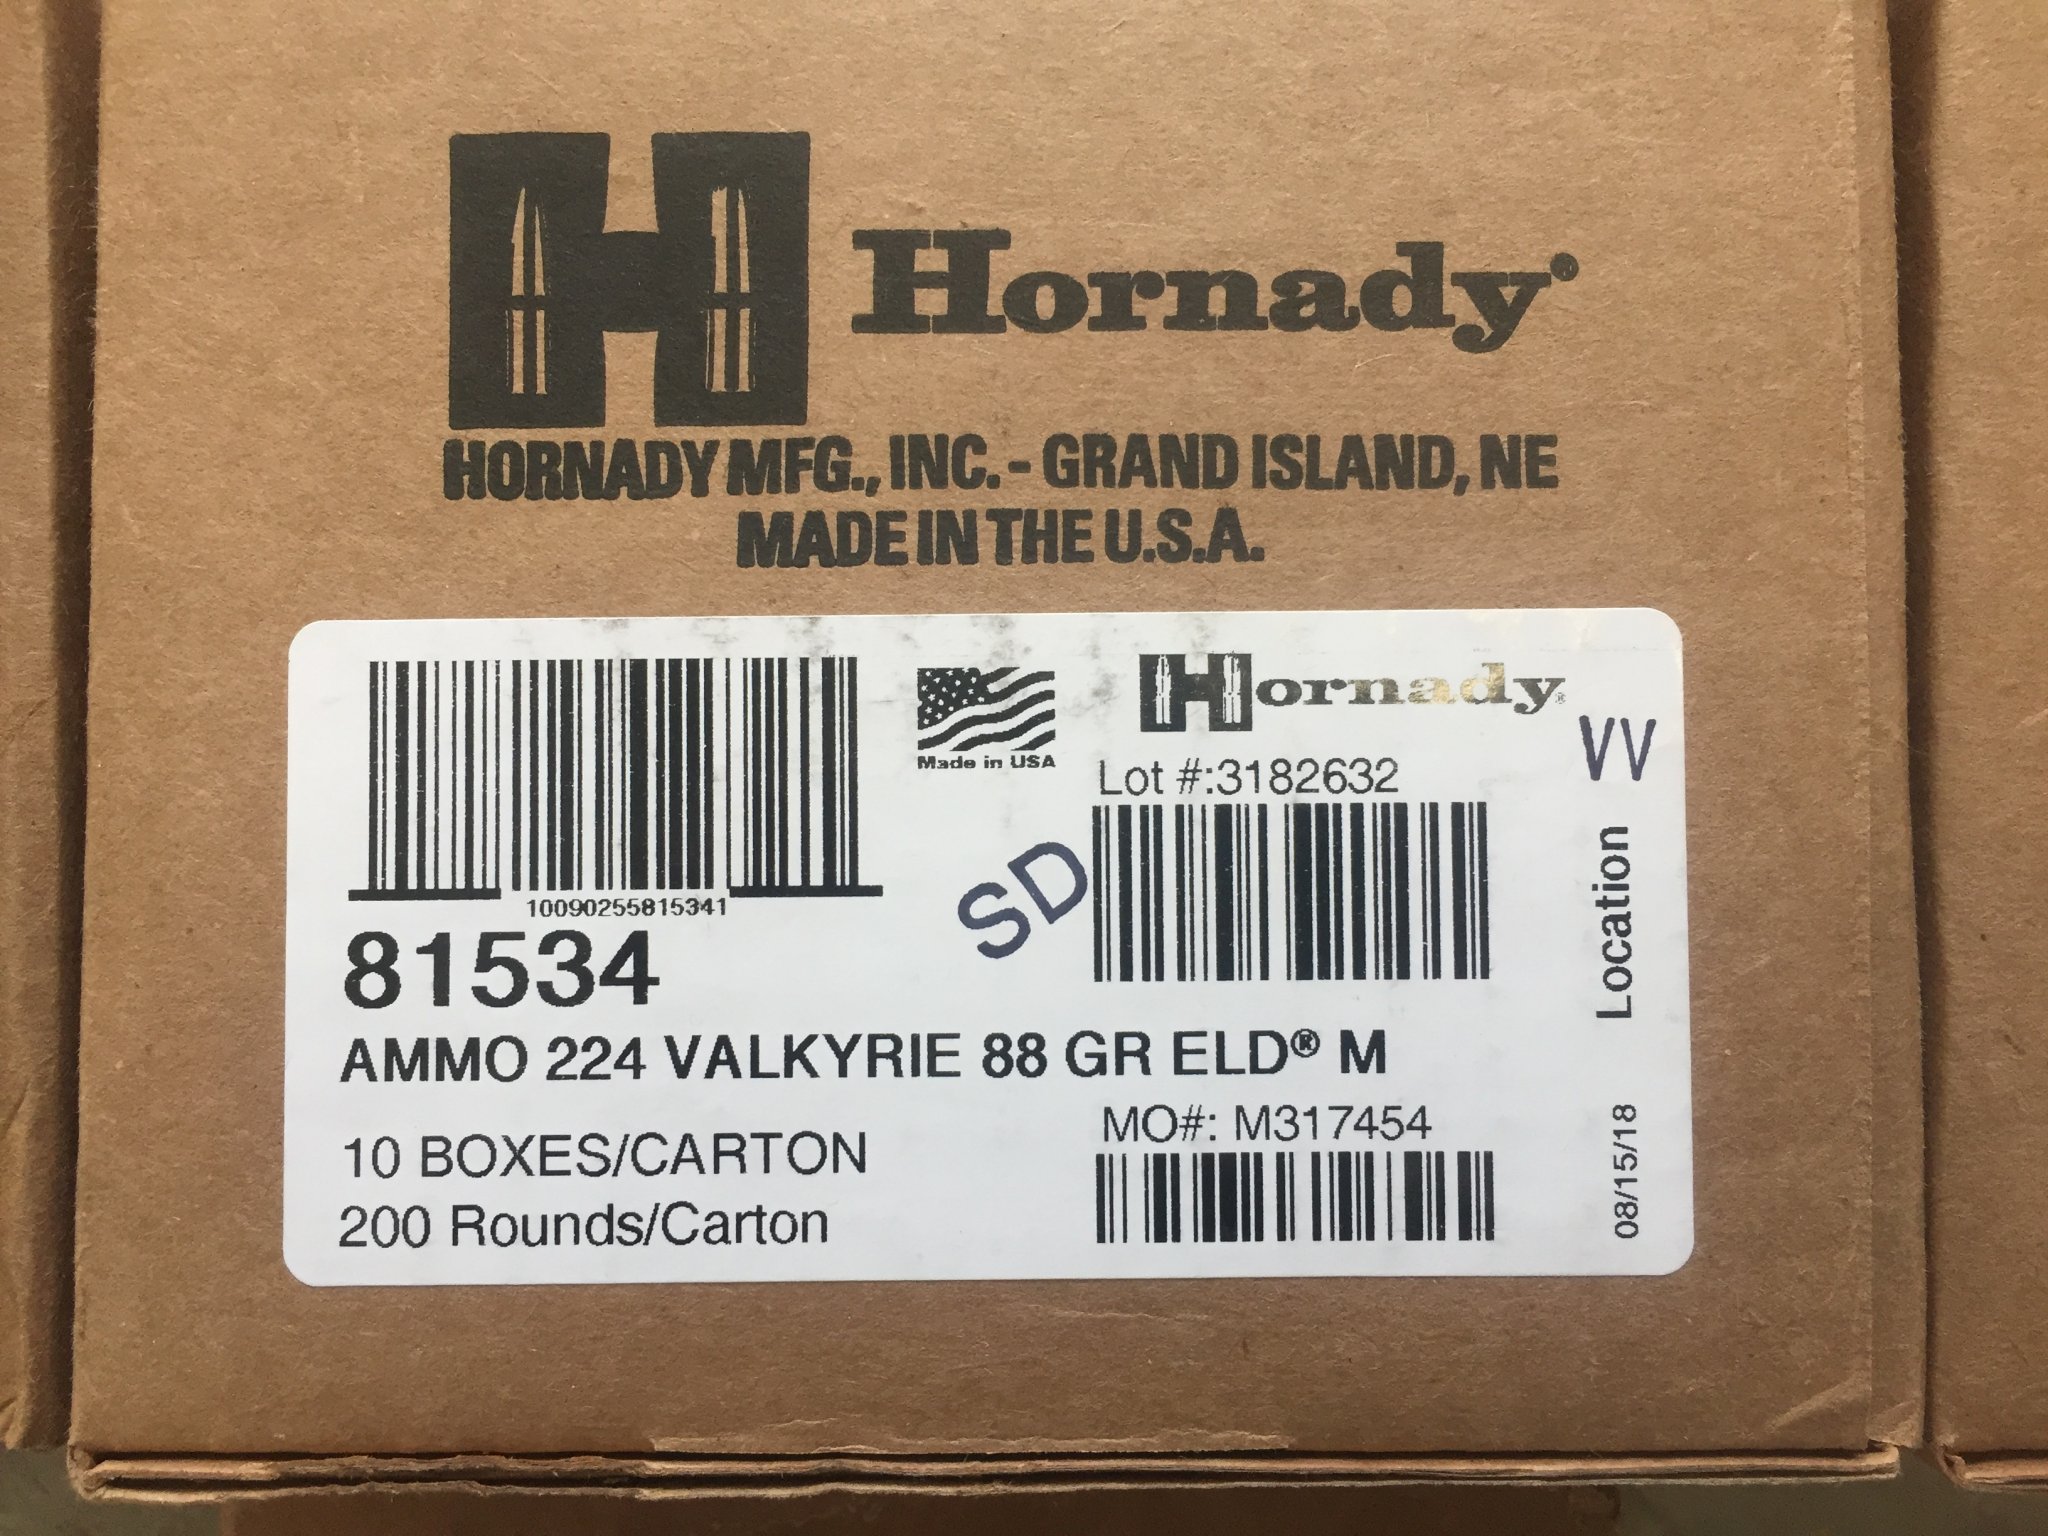 Hornady®
HORNADY MFG., INC. - GRAND ISLAND, NE
MADE IN THE U.S.A.
10090255815341
81534
Made in USA
Hornady®
Lot #:3182632
VV
SD
Location
AMMO 224 VALKYRIE 88 GR ELD® M
10 BOXES/CARTON
200 Rounds/Carton
MO#: M317454
08/15/18